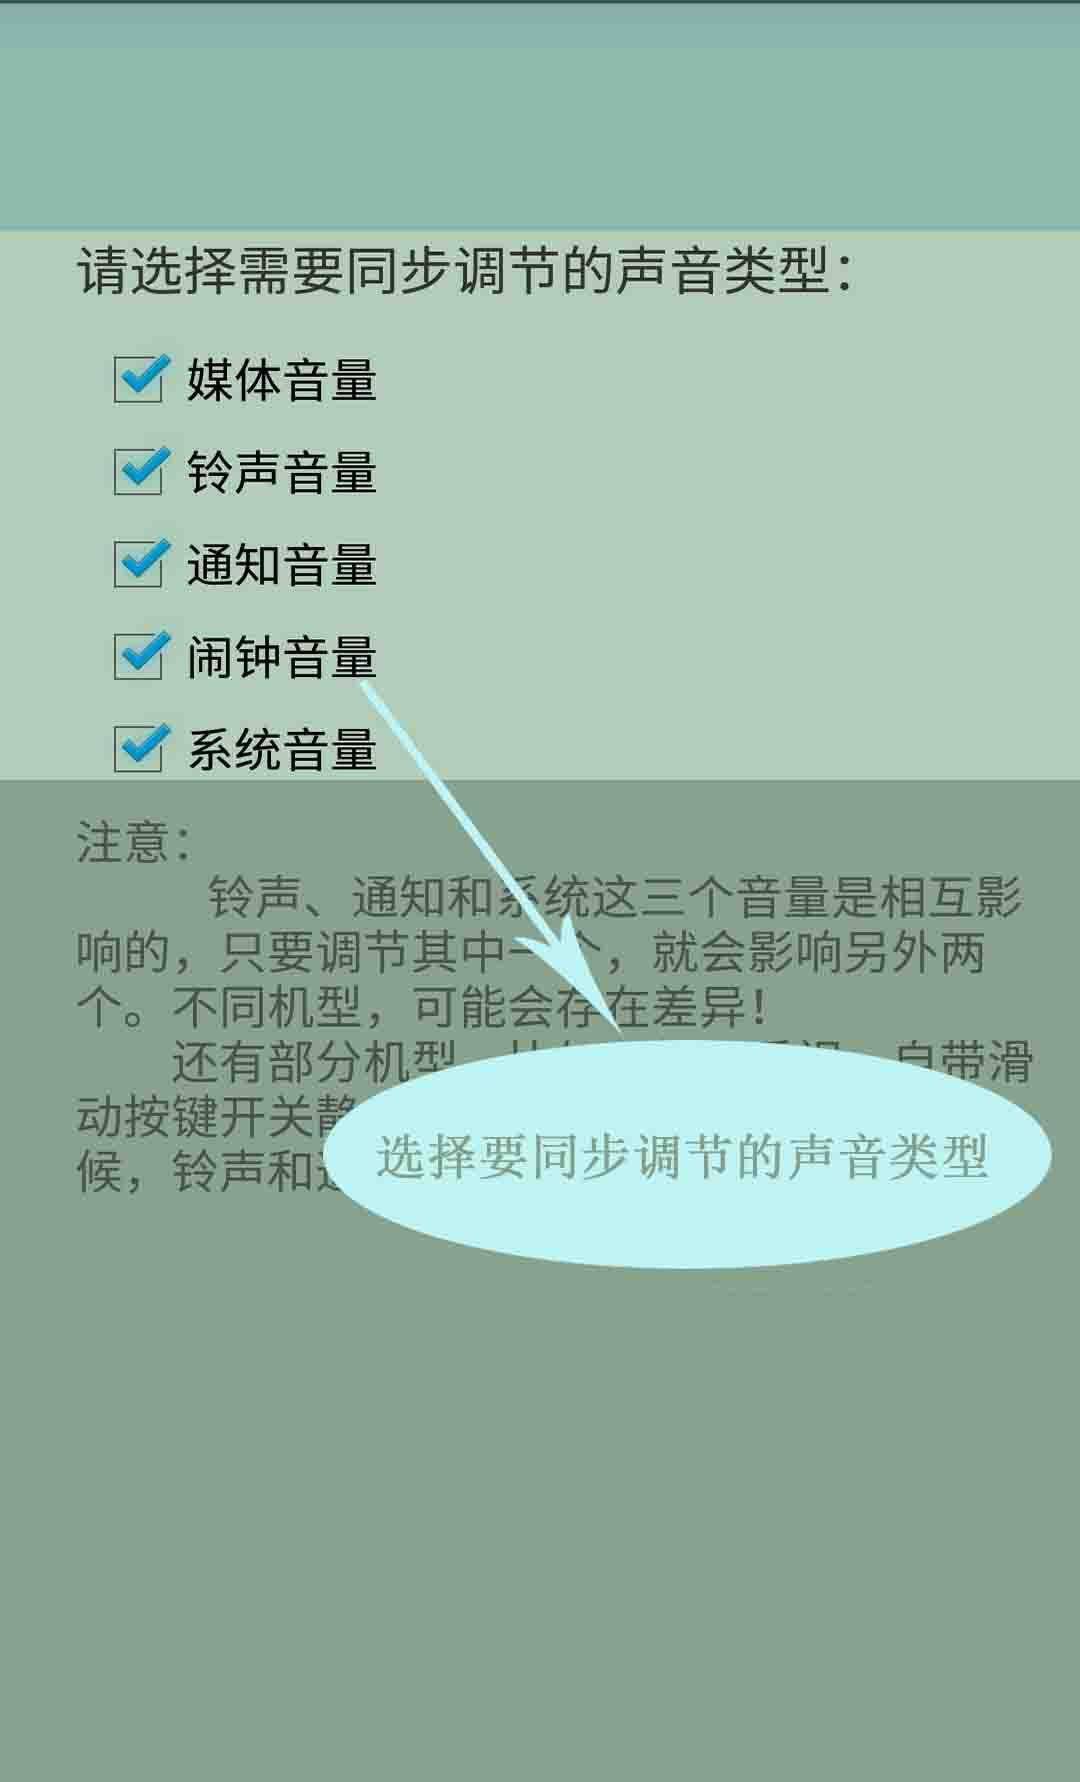 请选择需要同步调节的声音类型：
媒体音量
铃声音量
通知音量
闹钟音量
系统音量
注意：
铃声、通知和系统这三个音量是相互影
响的，只要调节其中一个，就会影响另外两
个。不同机型，可能会存在差异！
还有部分机型 自带滑
动按键开关静
候，铃声和
选择要同步调节的声音类型